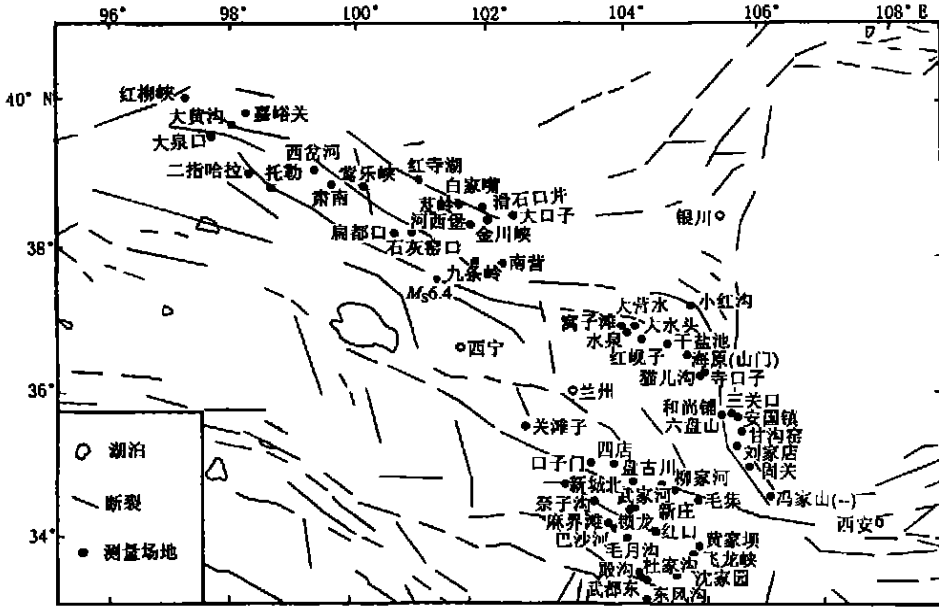 96° 98° 100° 102° 104° 106° 108° E
40° N
38°
36°
34°
红柳峡
大黄沟
嘉峪关
大泉口
二指哈拉
托勒
西岔河
肃南
莺乐峡
红寺湖
白家嘴
滑石口片
大口子
河西堡
金川峡
扁都口
石灰窑口
九条岭
南营
Ms6.4
银川
西宁
兰州
小红沟
大营水
窝子滩
大水头
水泉
干盐池
红岘子
海原(山门)
猫儿沟
寺口子
和尚铺
三关口
六盘山
安国镇
甘沟窑
刘家店
固关
冯家山(--)
关滩子
四店
口子门
盘古川
柳家河
新城北
武家河
毛集
祭子沟
新庄
麻界滩
锁龙
红口
巴沙河
毛月沟
杜家沟
黄家坝
飞龙峡
殿沟
沈家园
武都东
东风沟
西安
湖泊
断裂
测量场地